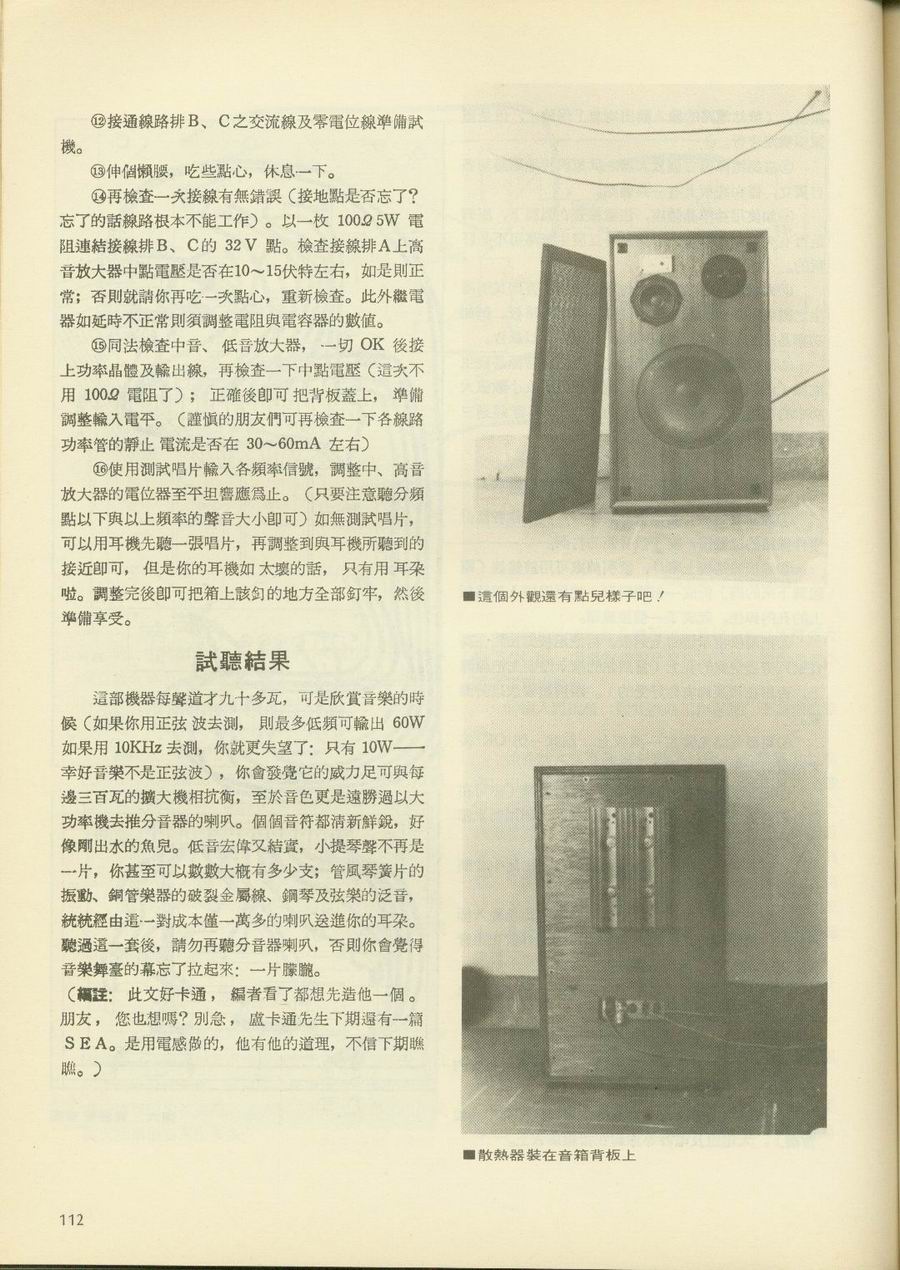 ⑫接通線路排B、C之交流線及零電位線準備試
機。
⑬伸個懶腰，吃些點心，休息一下。
⑭再檢查一次接線有無錯誤（接地點是否忘了？
忘了的話線路根本不能工作）。以一枚 100Ω 5W 電
阻連結接線排B、C的 32V 點。檢查接線排A上高
音放大器中點電壓是否在10～15伏特左右，如是則正
常；否則就請你再吃一次點心，重新檢查。此外繼電
器如延時不正常則須調整電阻與電容器的數値。
⑮同法檢查中音、低音放大器，一切 OK 後接
上功率晶體及輸出線，再檢查一下中點電壓（這次不
用 100Ω 電阻了）；正確後卽可把背板蓋上，準備
調整輸入電平。（謹慎的朋友們可再檢查一下各線路
功率管的靜止電流是否在 30～60mA 左右）
⑯使用測試唱片輸入各頻率信號，調整中、高音
放大器的電位器至平坦響應爲止。（只要注意聽分頻
點以下與以上頻率的聲音大小卽可）如無測試唱片，
可以用耳機先聽一張唱片，再調整到與耳機所聽到的
接近卽可，但是你的耳機如太壞的話，只有用耳朶
啦。調整完後卽可把箱上該釘的地方全部釘牢，然後
準備享受。
試聽結果
這部機器每聲道才九十多瓦，可是欣賞音樂的時
候（如果你用正弦波去測，則最多低頻可輸出 60W
如果用 10KHz 去測，你就更失望了：只有 10W——
幸好音樂不是正弦波），你會發覺它的威力足可與每
邊三百瓦的擴大機相抗衡，至於音色更是遠勝過以大
功率機去推分音器的喇叭。個個音符都清新鮮銳，好
像剛出水的魚兒。低音宏偉又結實，小提琴聲不再是
一片，你甚至可以數數大概有多少支；管風琴簧片的
振動、銅管樂器的破裂金屬線、鋼琴及弦樂的泛音，
統統經由這一對成本僅一萬多的喇叭送進你的耳朶。
聽過這一套後，請勿再聽分音器喇叭，否則你會覺得
音樂舞臺的幕忘了拉起來：一片朦朧。
（編註：此文好卡通，編者看了都想先造他一個。
朋友，您也想嗎？別急，盧卡通先生下期還有一篇
SEA。是用電感做的，他有他的道理，不信下期瞧
瞧。）
■這個外觀還有點兒樣子吧！
■散熱器裝在音箱背板上
112